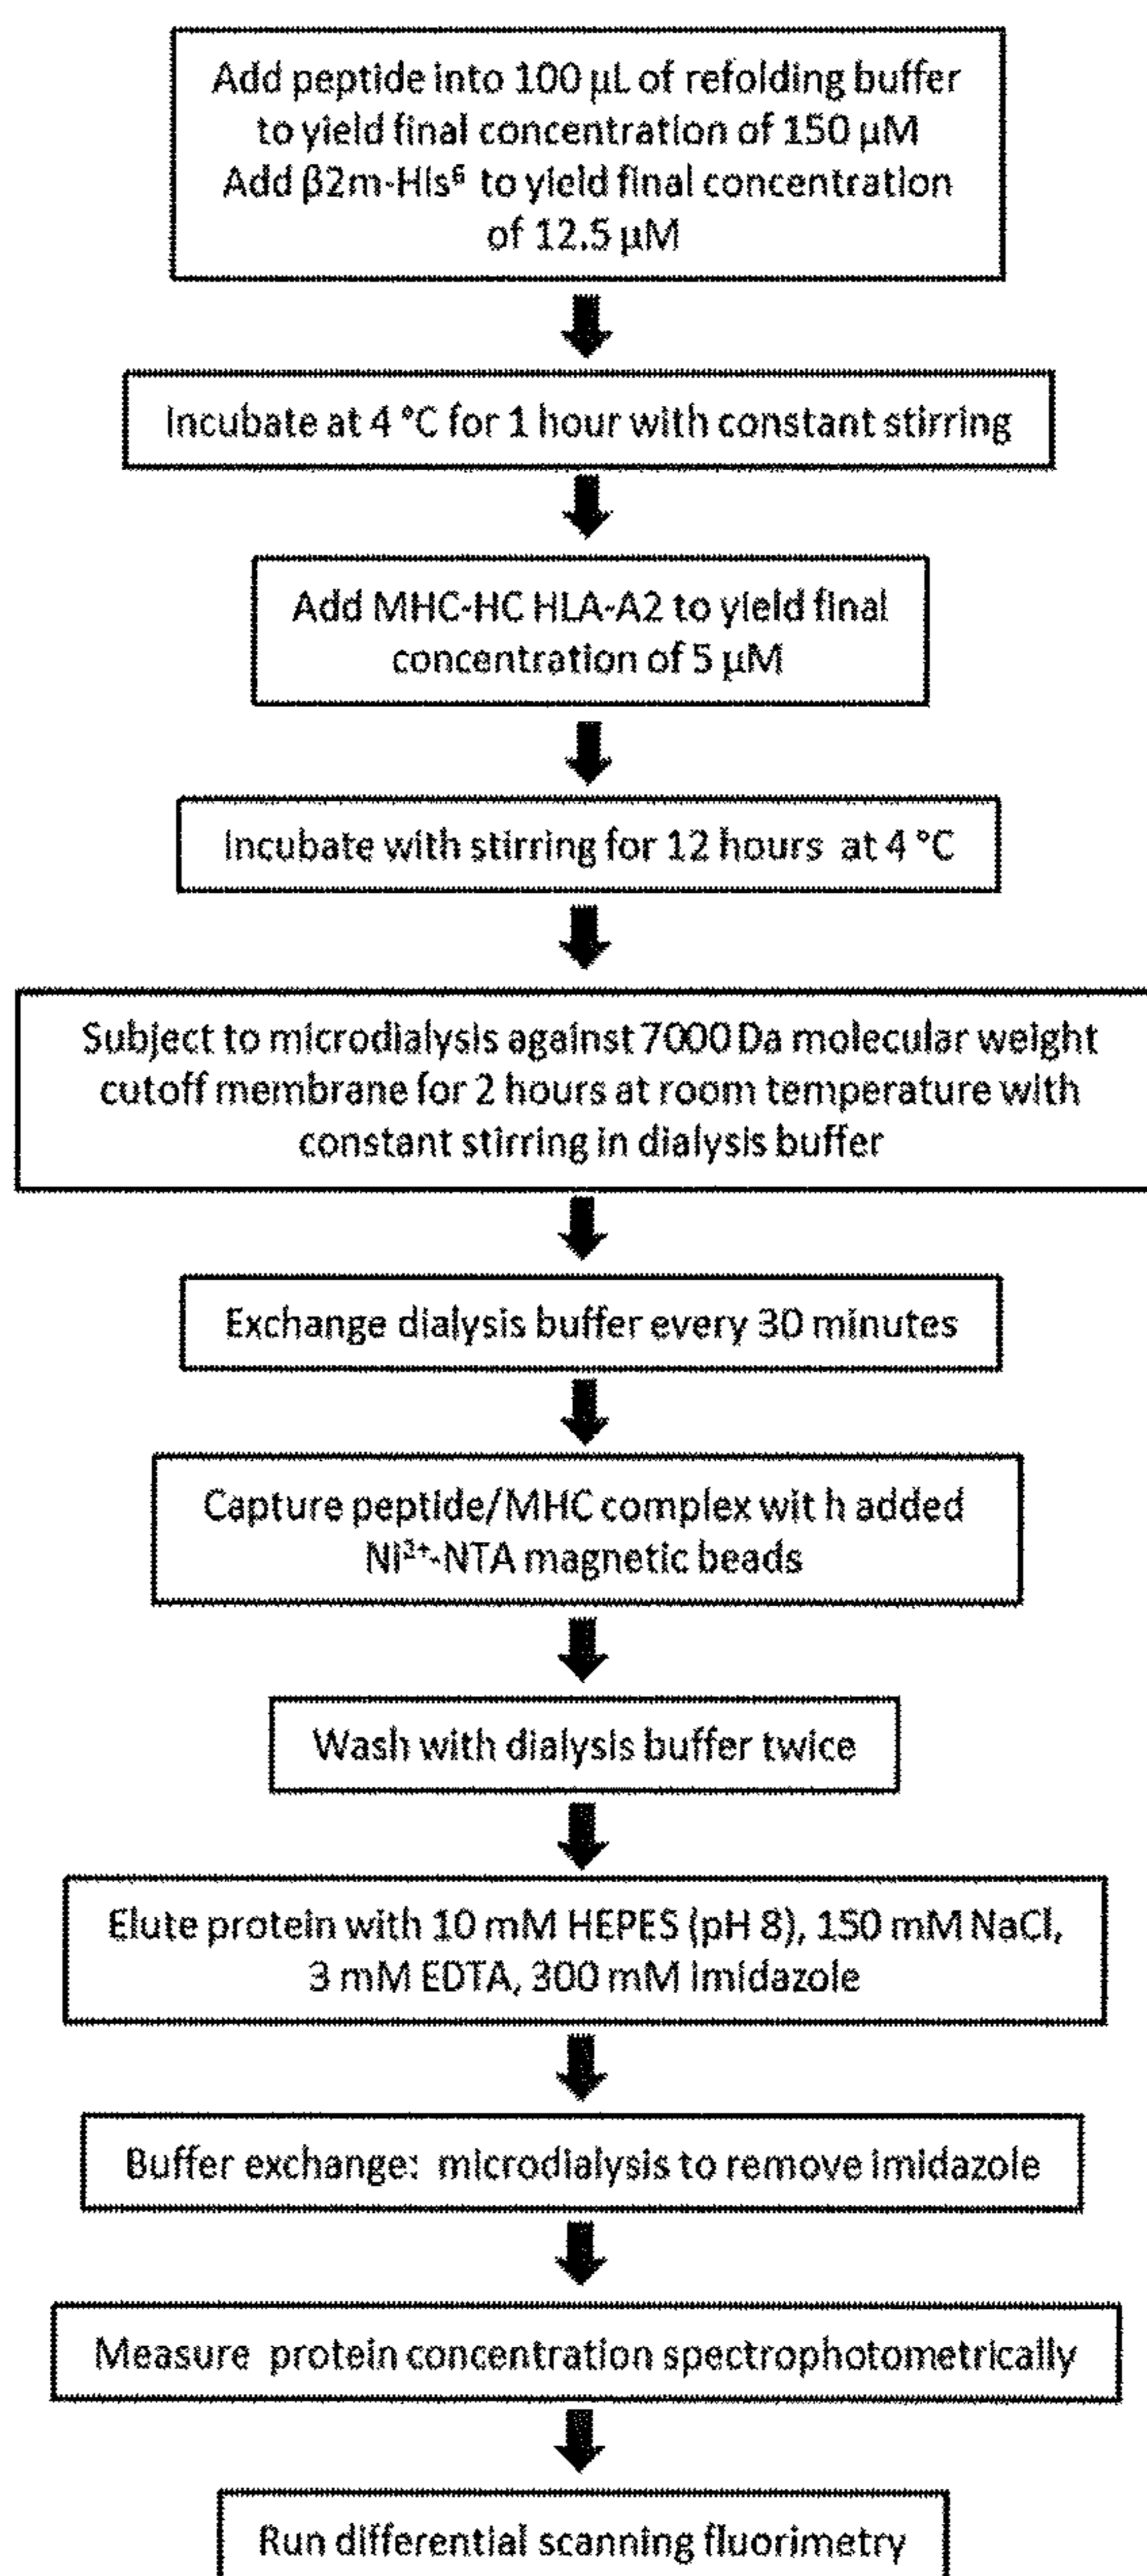 Add peptide into 100 µL of refolding buffer
to yield final concentration of 150 µM
Add β2m-His⁶ to yield final concentration
of 12.5 µM
Incubate at 4 °C for 1 hour with constant stirring
Add MHC-HC HLA-A2 to yield final
concentration of 5 µM
Incubate with stirring for 12 hours at 4 °C
Subject to microdialysis against 7000 Da molecular weight
cutoff membrane for 2 hours at room temperature with
constant stirring in dialysis buffer
Exchange dialysis buffer every 30 minutes
Capture peptide/MHC complex wit h added
Ni²⁺-NTA magnetic beads
Wash with dialysis buffer twice
Elute protein with 10 mM HEPES (pH 8), 150 mM NaCl,
3 mM EDTA, 300 mM imidazole
Buffer exchange: microdialysis to remove imidazole
Measure protein concentration spectrophotometrically
Run differential scanning fluorimetry